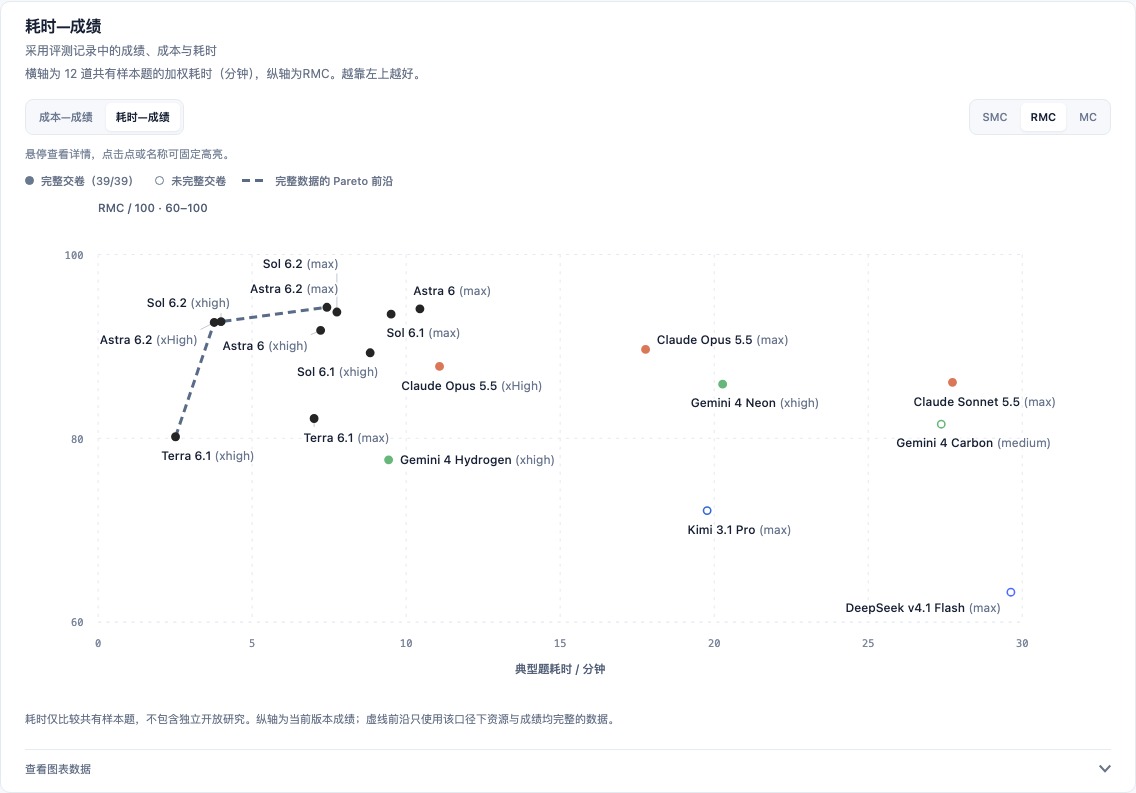 耗时—成绩
采用评测记录中的成绩、成本与耗时
横轴为 12 道共有样本题的加权耗时（分钟），纵轴为RMC。越靠左上越好。
成本—成绩 耗时—成绩 SMC RMC MC
悬停查看详情，点击点或名称可固定高亮。
完整交卷（39/39） 未完整交卷 完整数据的 Pareto 前沿
RMC / 100 · 60–100
100
Sol 6.2 (max)
Astra 6.2 (max)
Astra 6 (max)
Sol 6.2 (xhigh)
Sol 6.1 (max)
Astra 6.2 (xHigh)
Astra 6 (xhigh)
Claude Opus 5.5 (max)
Sol 6.1 (xhigh)
Claude Opus 5.5 (xHigh)
Gemini 4 Neon (xhigh)
Claude Sonnet 5.5 (max)
80
Terra 6.1 (max)
Gemini 4 Carbon (medium)
Terra 6.1 (xhigh)
Gemini 4 Hydrogen (xhigh)
Kimi 3.1 Pro (max)
DeepSeek v4.1 Flash (max)
60
0 5 10 15 20 25 30
典型题耗时 / 分钟
耗时仅比较共有样本题，不包含独立开放研究。纵轴为当前版本成绩；虚线前沿只使用该口径下资源与成绩均完整的数据。
查看图表数据